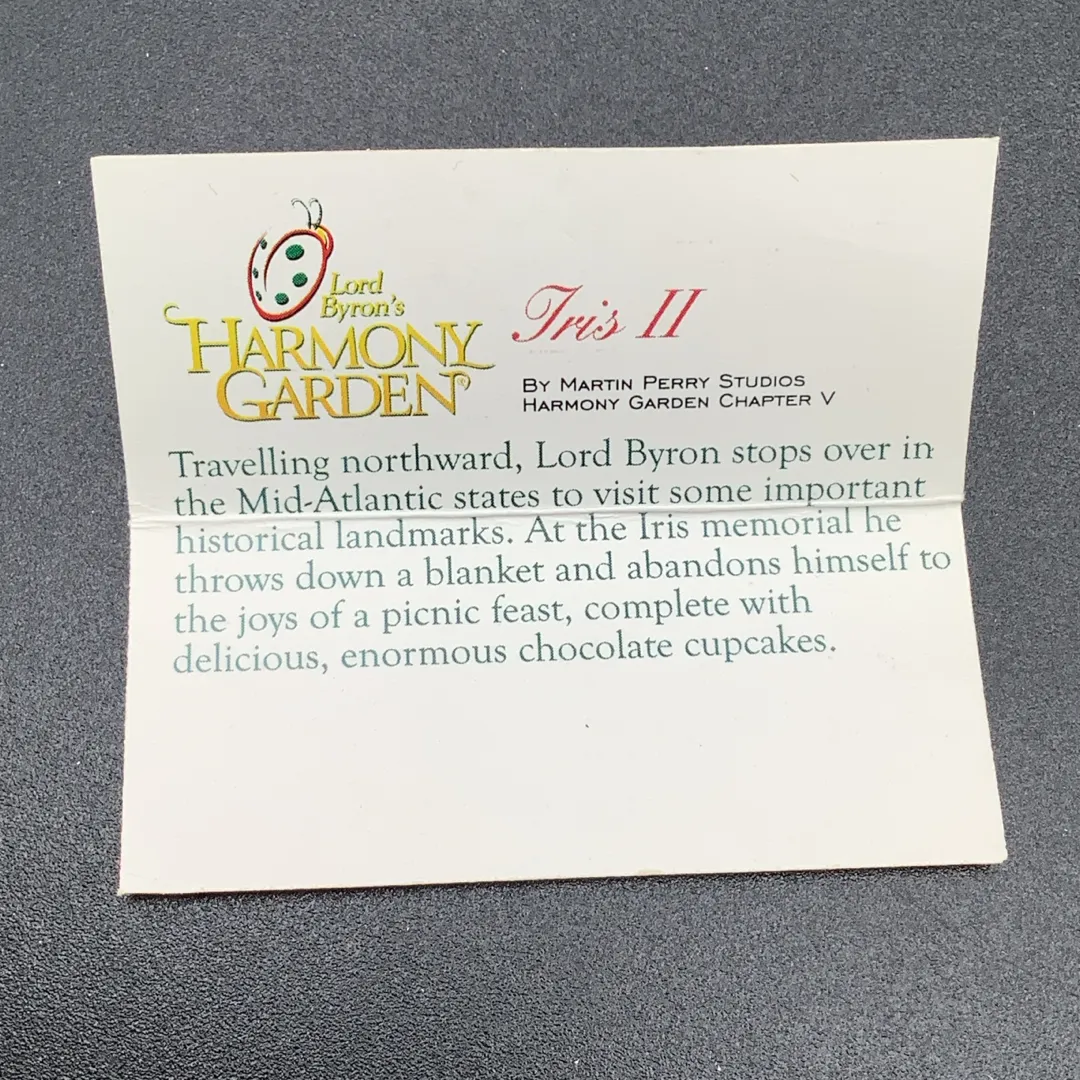 Lord
Byron's
HARMONY
GARDEN
Iris II
BY MARTIN PERRY STUDIOS
HARMONY GARDEN CHAPTER V
Travelling northward, Lord Byron stops over in
the Mid-Atlantic states to visit some important
historical landmarks. At the Iris memorial he
throws down a blanket and abandons himself to
the joys of a picnic feast, complete with
delicious, enormous chocolate cupcakes.